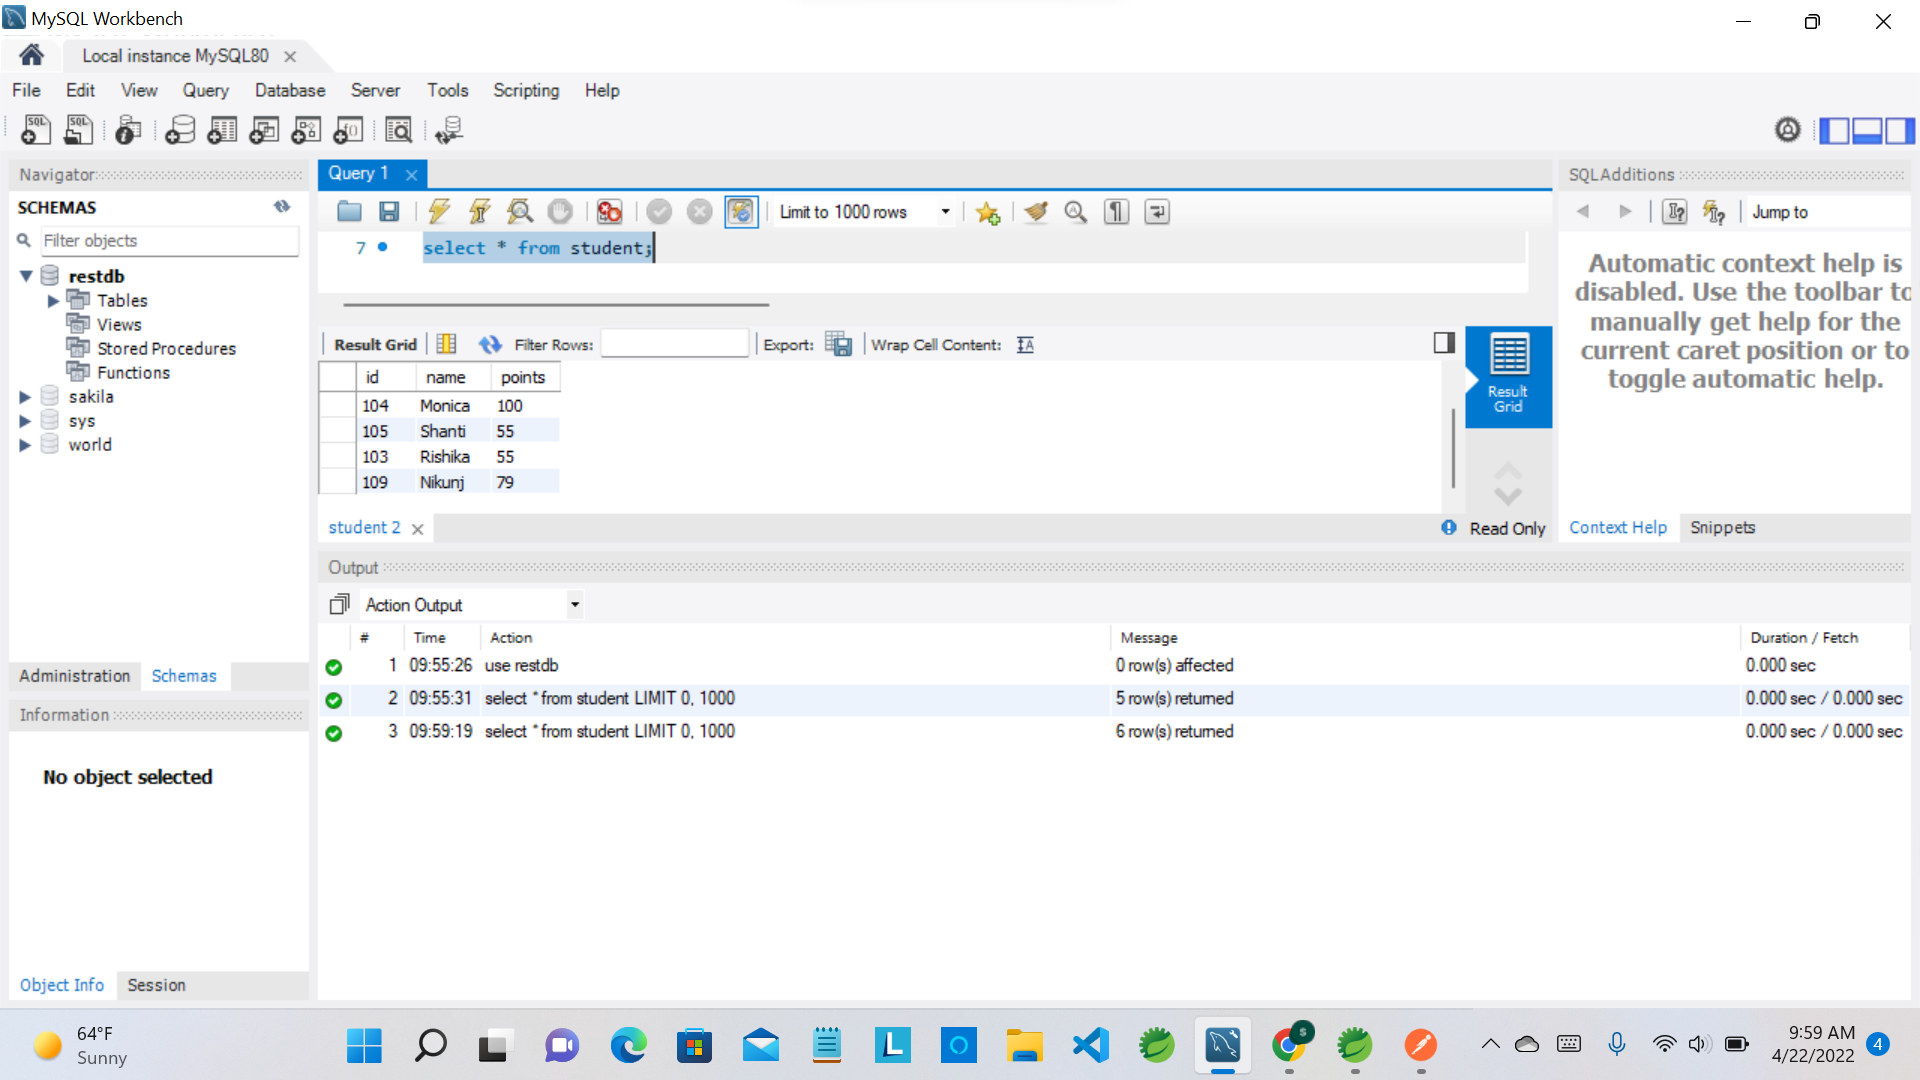 MySQL Workbench
Local instance MySQL80
File Edit View Query Database Server Tools Scripting Help
Navigator
SCHEMAS
Filter objects
restdb
Tables
Views
Stored Procedures
Functions
sakila
sys
world
Administration Schemas
Information
No object selected
Object Info Session
Query 1
Limit to 1000 rows
7 select * from student;
Result Grid Filter Rows: Export: Wrap Cell Content:
id name points
104 Monica 100
105 Shanti 55
103 Rishika 55
109 Nikunj 79
Result
Grid
student 2
Read Only
SQLAdditions
Jump to
Automatic context help is
disabled. Use the toolbar to
manually get help for the
current caret position or to
toggle automatic help.
Context Help Snippets
Output
Action Output
# Time Action Message Duration / Fetch
1 09:55:26 use restdb 0 row(s) affected 0.000 sec
2 09:55:31 select * from student LIMIT 0, 1000 5 row(s) returned 0.000 sec / 0.000 sec
3 09:59:19 select * from student LIMIT 0, 1000 6 row(s) returned 0.000 sec / 0.000 sec
64°F
Sunny
9:59 AM
4/22/2022
4